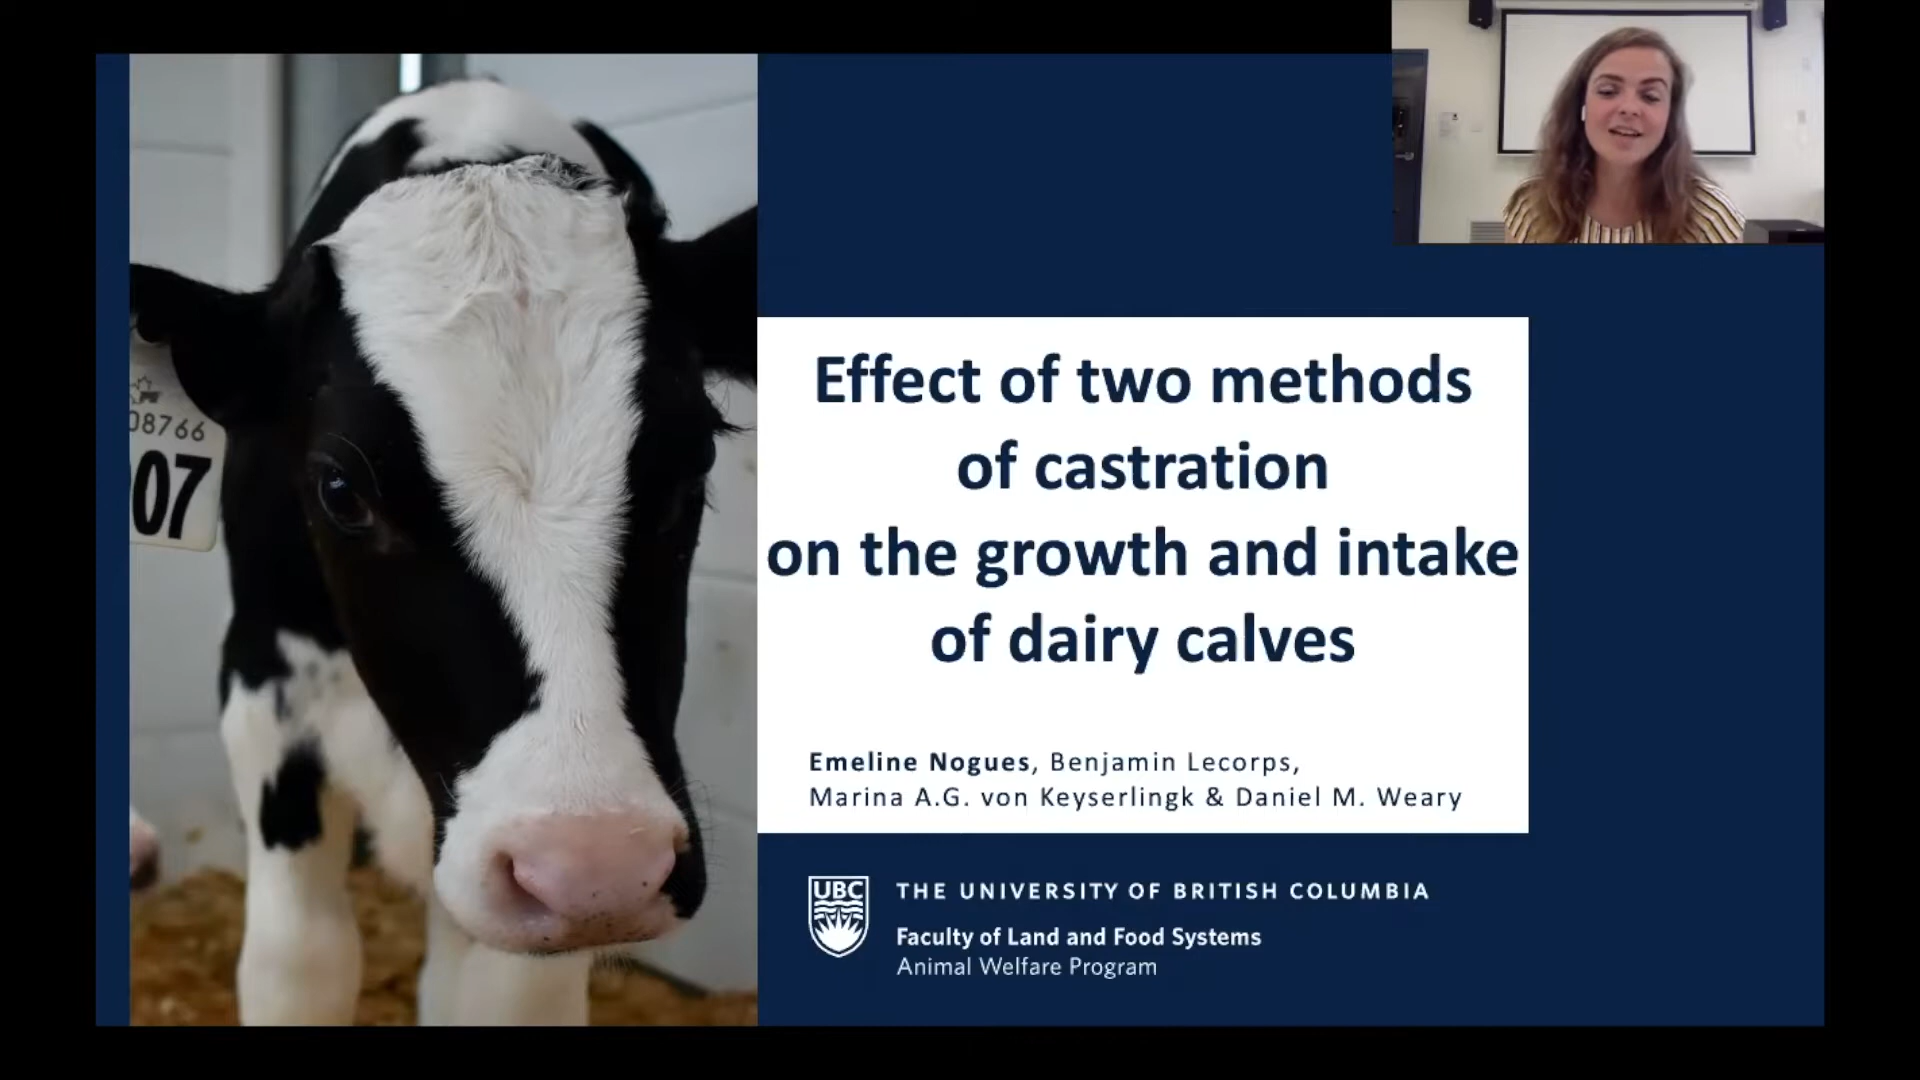 08766
07
Effect of two methods
of castration
on the growth and intake
of dairy calves
Emeline Nogues, Benjamin Lecorps,
Marina A.G. von Keyserlingk & Daniel M. Weary
UBC
THE UNIVERSITY OF BRITISH COLUMBIA
Faculty of Land and Food Systems
Animal Welfare Program